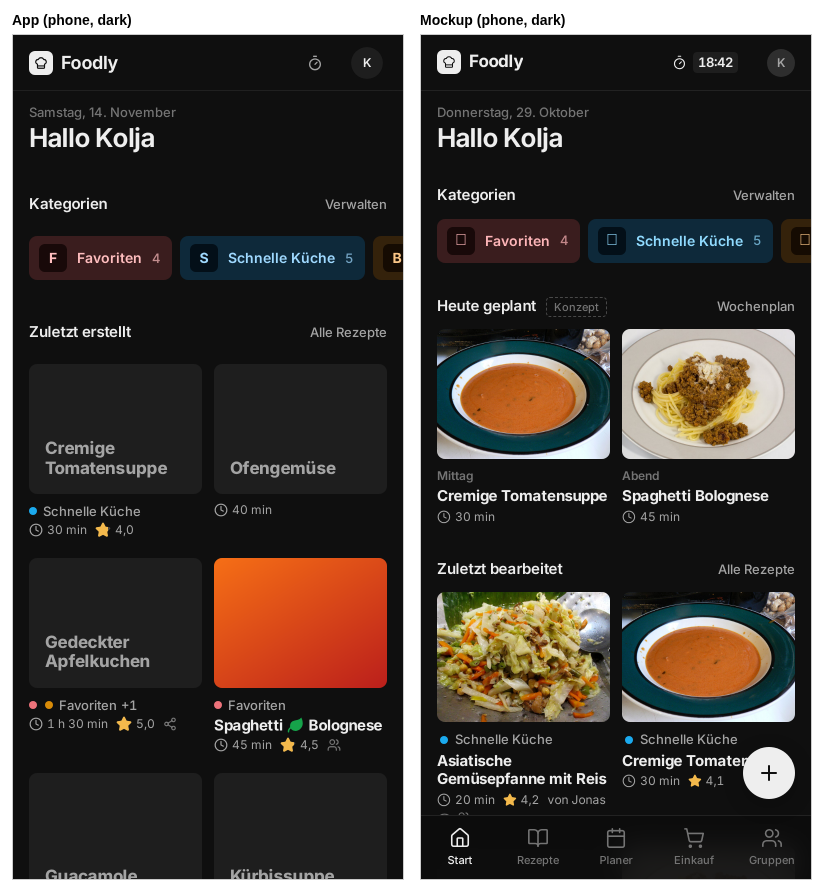 App (phone, dark)
Foodly
K
Samstag, 14. November
Hallo Kolja
Kategorien
Verwalten
F Favoriten 4
S Schnelle Küche 5
B
Zuletzt erstellt
Alle Rezepte
Cremige
Tomatensuppe
Ofengemüse
Schnelle Küche
30 min 4,0
40 min
Gedeckter
Apfelkuchen
Favoriten +1
1 h 30 min 5,0
Favoriten
Spaghetti Bolognese
45 min 4,5
Guacamole
Kürbissuppe
Mockup (phone, dark)
Foodly
18:42
K
Donnerstag, 29. Oktober
Hallo Kolja
Kategorien
Verwalten
Favoriten 4
Schnelle Küche 5
Heute geplant Konzept
Wochenplan
Mittag
Cremige Tomatensuppe
30 min
Abend
Spaghetti Bolognese
45 min
Zuletzt bearbeitet
Alle Rezepte
Schnelle Küche
Asiatische
Gemüsepfanne mit Reis
20 min 4,2 von Jonas
Schnelle Küche
Cremige Tomaten
30 min 4,1
Start
Rezepte
Planer
Einkauf
Gruppen